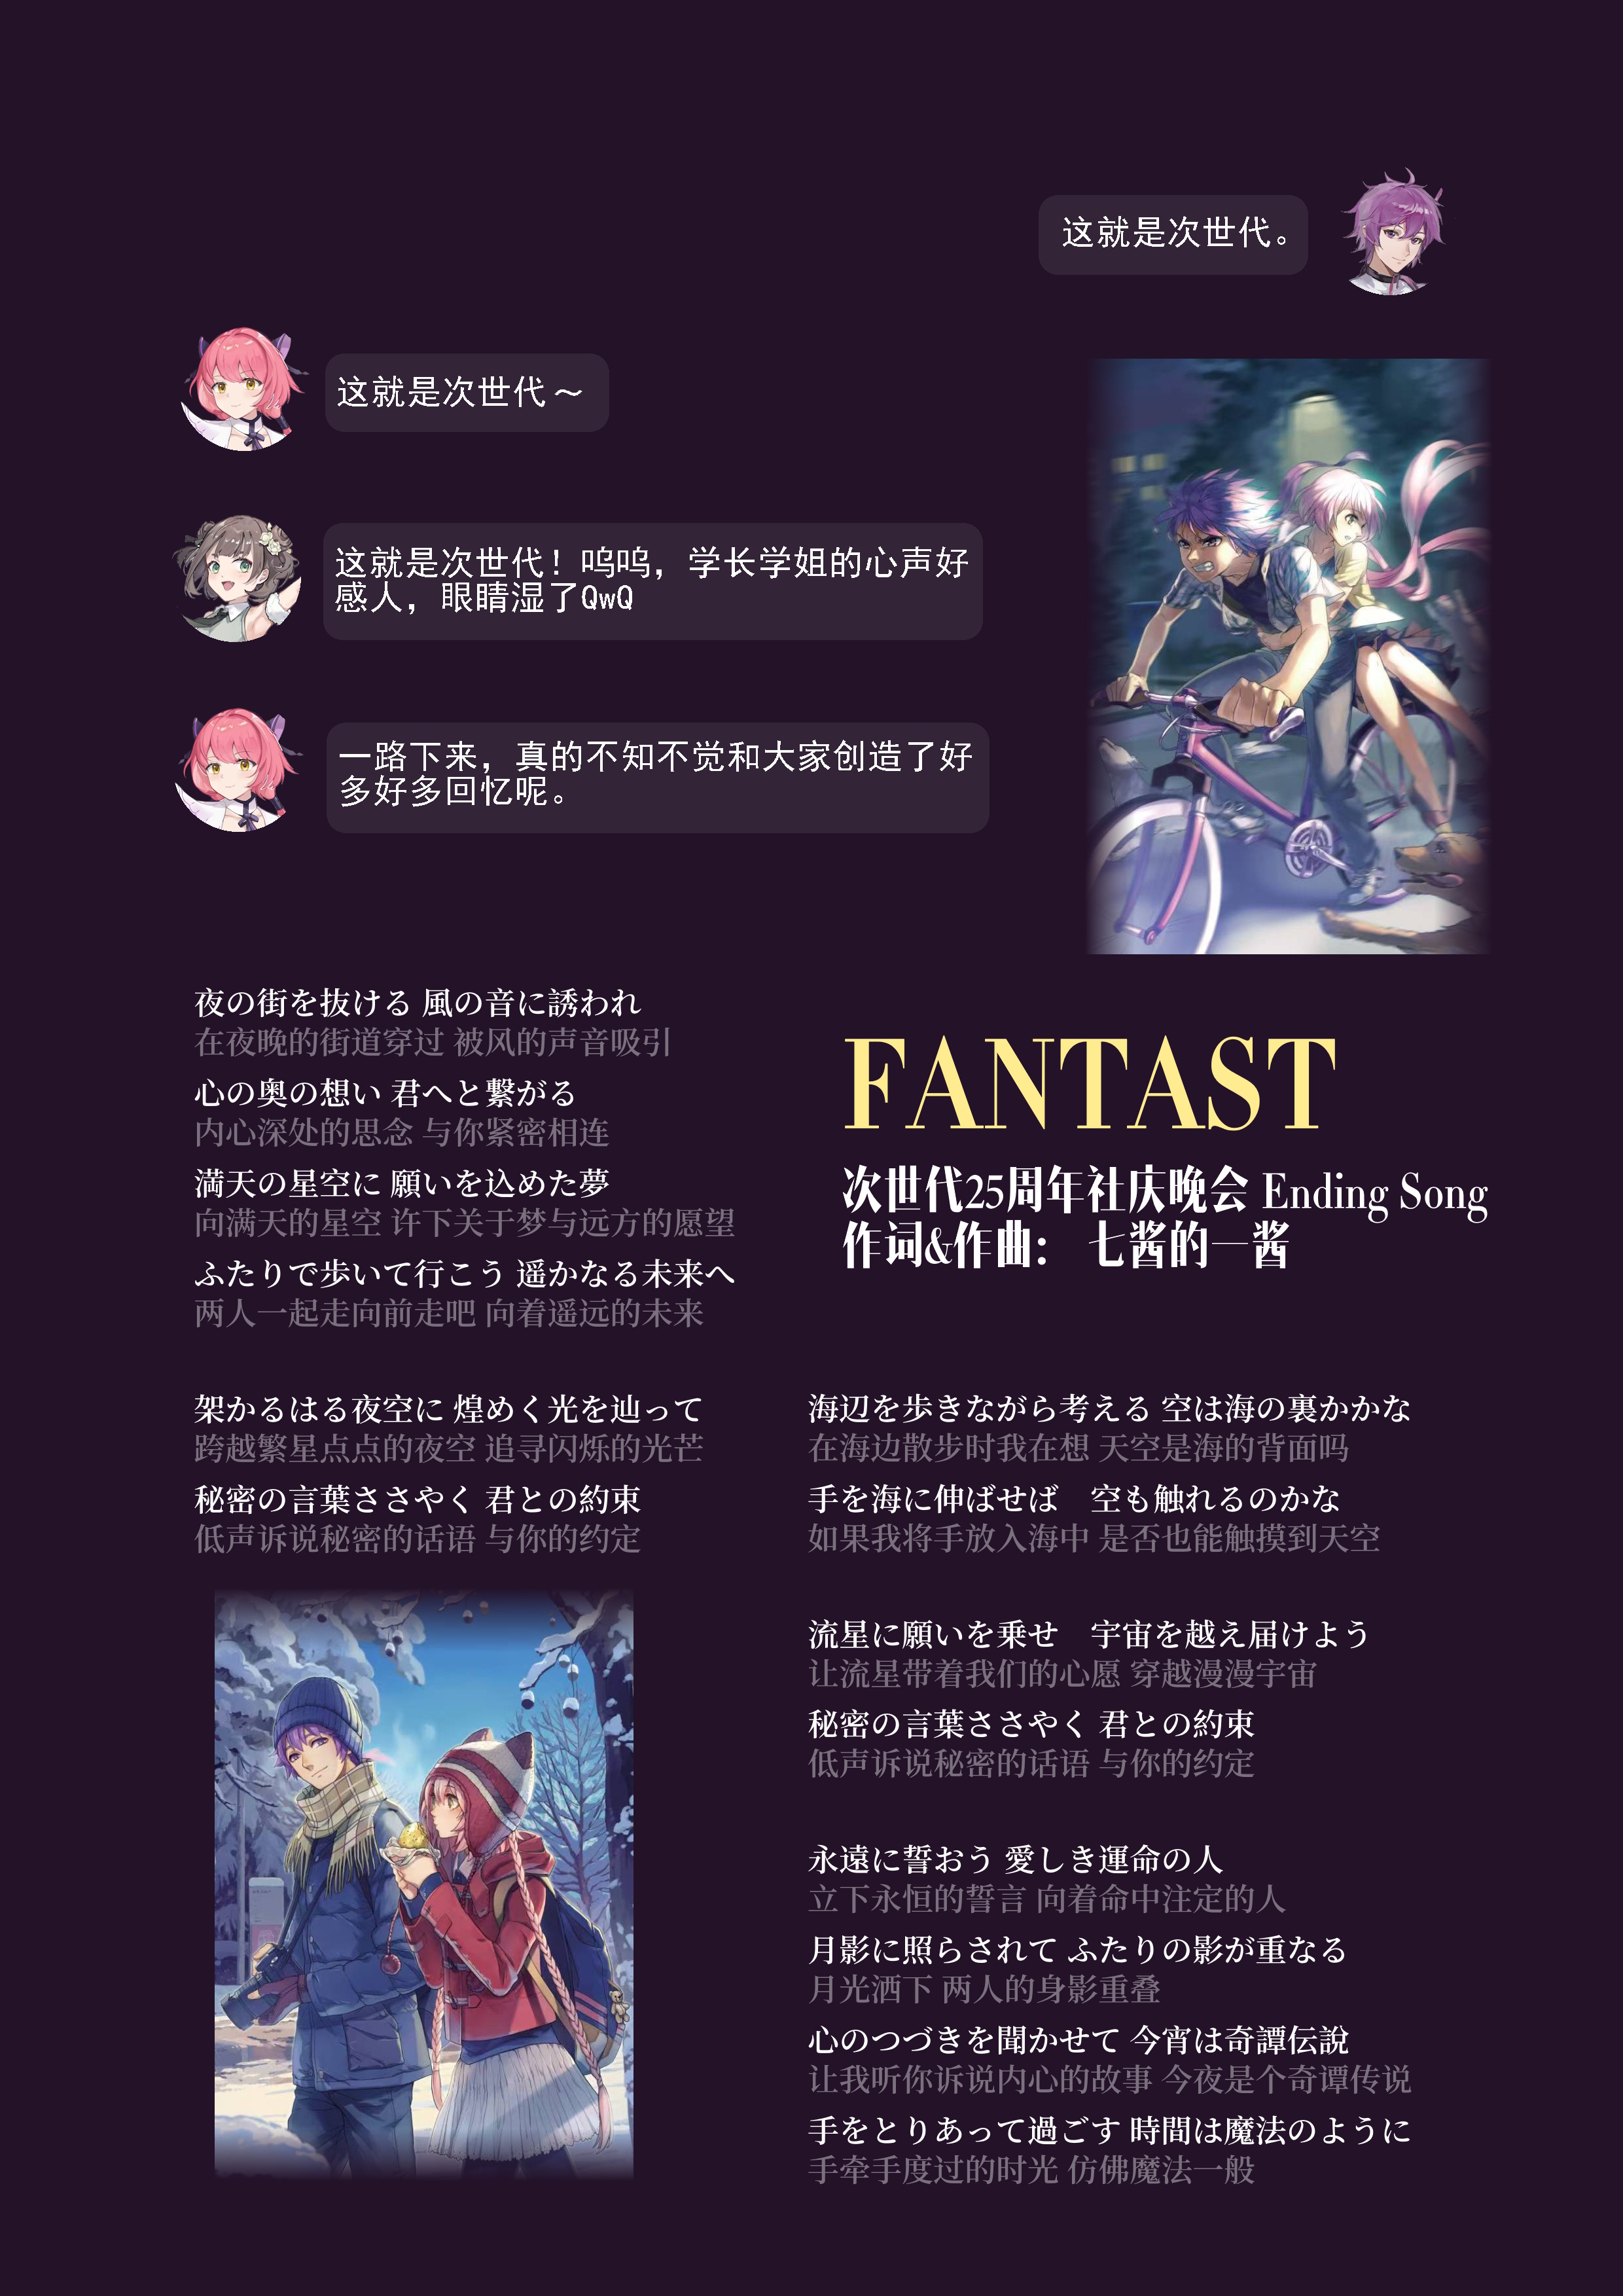 这就是次世代。
这就是次世代～
这就是次世代！呜呜，学长学姐的心声好
感人，眼睛湿了QwQ
一路下来，真的不知不觉和大家创造了好
多好多回忆呢。
夜の街を抜ける 風の音に誘われ
在夜晚的街道穿过 被风的声音吸引
心の奥の想い 君へと繋がる
内心深处的思念 与你紧密相连
満天の星空に 願いを込めた夢
向满天的星空 许下关于梦与远方的愿望
ふたりで歩いて行こう 遥かなる未来へ
两人一起走向前走吧 向着遥远的未来
FANTAST
次世代25周年社庆晚会 Ending Song
作词&作曲： 七酱的一酱
架かるはる夜空に 煌めく光を辿って
跨越繁星点点的夜空 追寻闪烁的光芒
秘密の言葉ささやく 君との約束
低声诉说秘密的话语 与你的约定
海辺を歩きながら考える 空は海の裏かかな
在海边散步时我在想 天空是海的背面吗
手を海に伸ばせば　空も触れるのかな
如果我将手放入海中 是否也能触摸到天空
流星に願いを乗せ　宇宙を越え届けよう
让流星带着我们的心愿 穿越漫漫宇宙
秘密の言葉ささやく 君との約束
低声诉说秘密的话语 与你的约定
永遠に誓おう 愛しき運命の人
立下永恒的誓言 向着命中注定的人
月影に照らされて ふたりの影が重なる
月光洒下 两人的身影重叠
心のつづきを聞かせて 今宵は奇譚伝說
让我听你诉说内心的故事 今夜是个奇谭传说
手をとりあって過ごす 時間は魔法のように
手牵手度过的时光 仿佛魔法一般